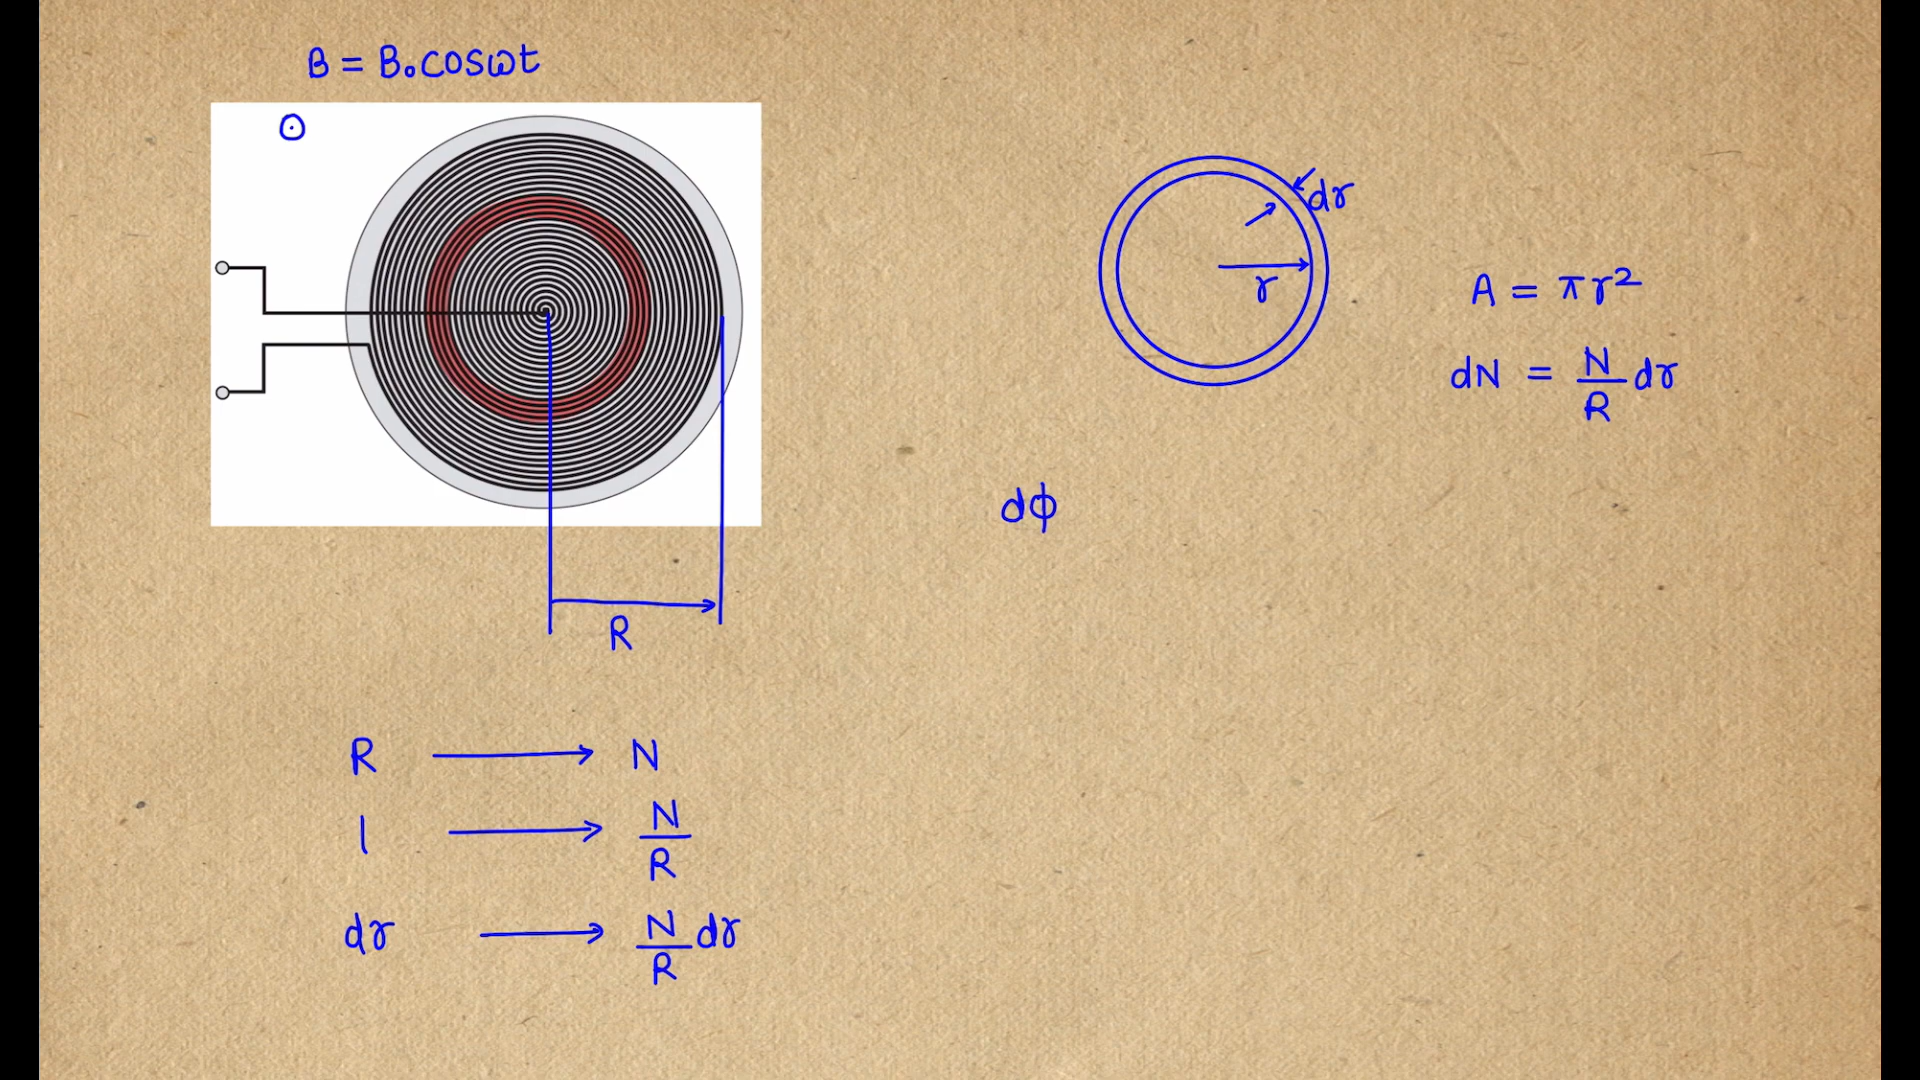 B = B₀cosωt
⊙
R
R → N
1 → N/R
dr → N/R dr
dr
r
A = πr²
dN = N/R dr
dϕ